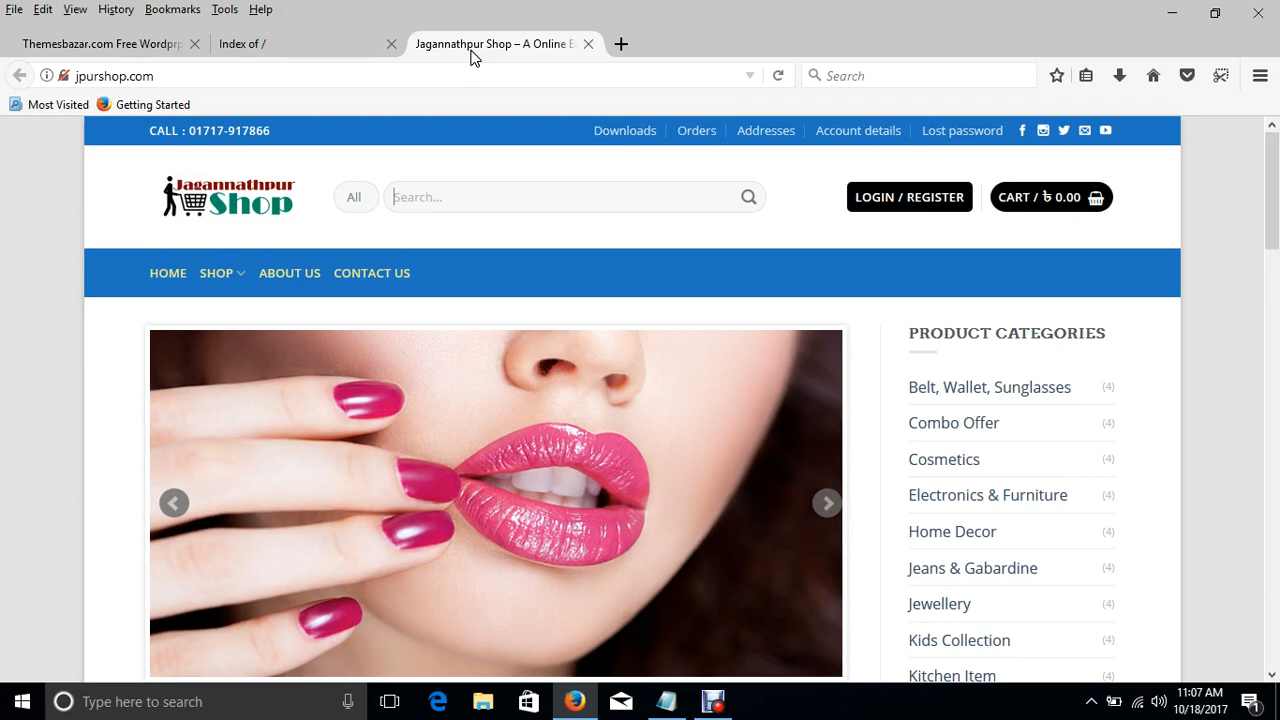 File Edit View History Bookmarks Tools Help
Themesbazar.com Free Wordprp Index of / Jagannathpur Shop – A Online Ec
jpurshop.com Search
Most Visited Getting Started
CALL : 01717-917866 Downloads Orders Addresses Account details Lost password
Jagannathpur
Shop
All Search... LOGIN / REGISTER CART / ৳ 0.00
HOME SHOP ABOUT US CONTACT US
PRODUCT CATEGORIES
Belt, Wallet, Sunglasses (4)
Combo Offer (4)
Cosmetics (4)
Electronics & Furniture (4)
Home Decor (4)
Jeans & Gabardine (4)
Jewellery (4)
Kids Collection (4)
Kitchen Item (4)
Type here to search 11:07 AM
10/18/2017 1